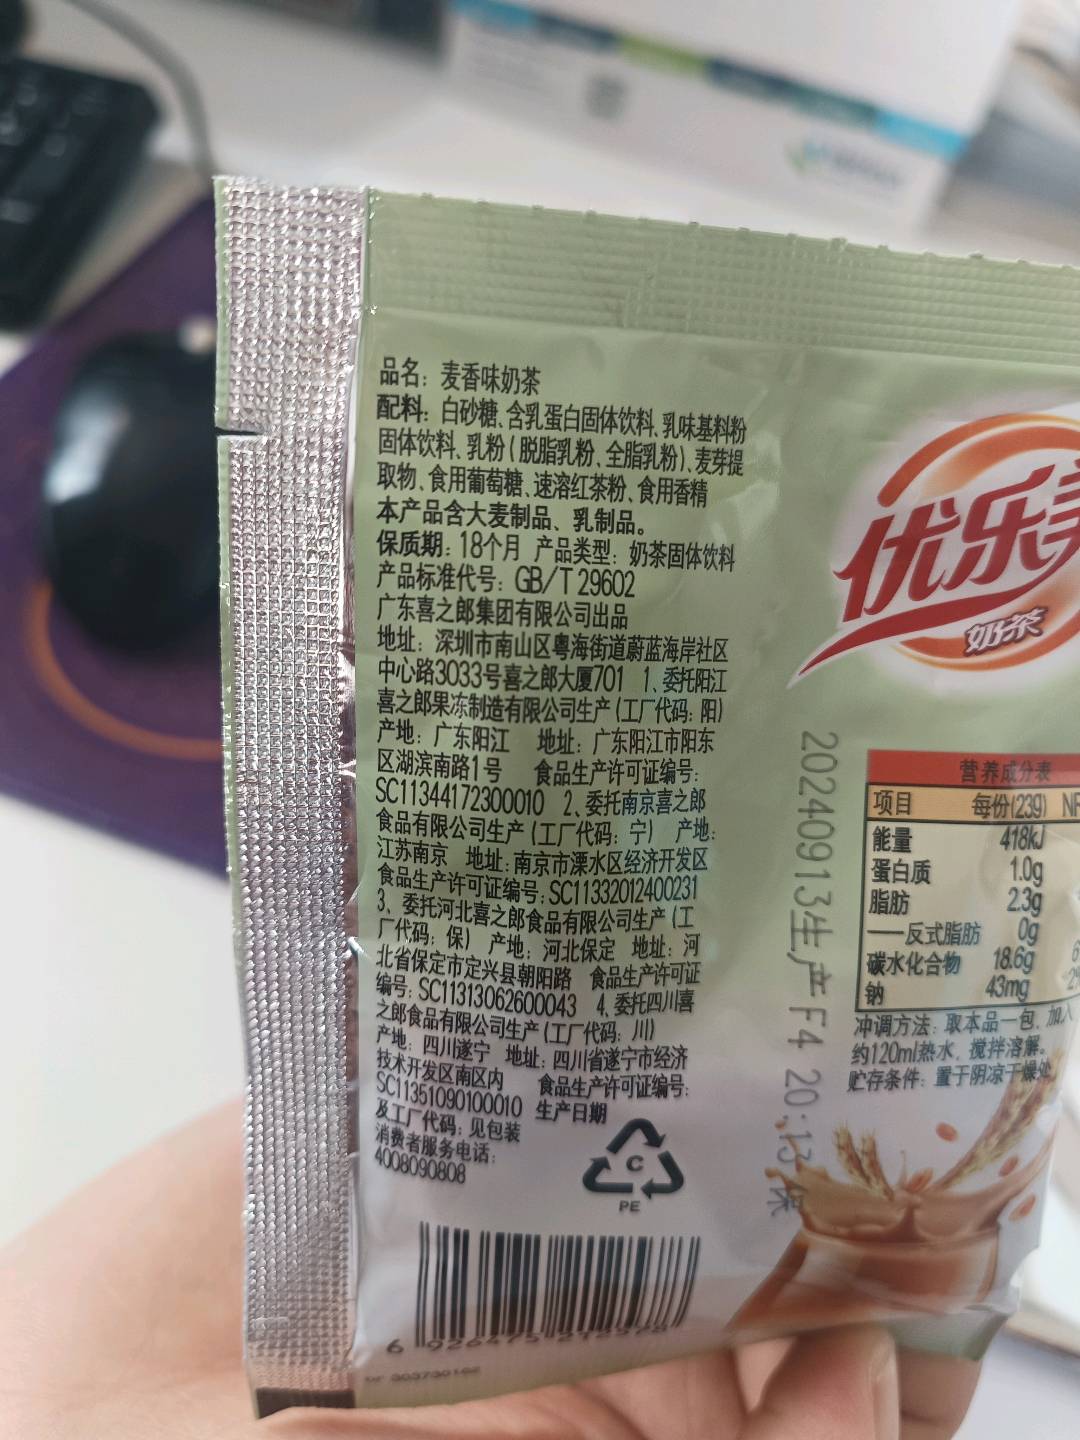 品名：麦香味奶茶
配料：白砂糖、含乳蛋白固体饮料、乳味基料粉
固体饮料、乳粉（脱脂乳粉、全脂乳粉）、麦芽提
取物、食用葡萄糖、速溶红茶粉、食用香精
本产品含大麦制品、乳制品。
保质期：18个月 产品类型：奶茶固体饮料
产品标准代号：GB/T 29602
广东喜之郎集团有限公司出品
地址：深圳市南山区粤海街道蔚蓝海岸社区
中心路3033号喜之郎大厦701 1、委托阳江
喜之郎果冻制造有限公司生产（工厂代码：阳）
产地：广东阳江 地址：广东阳江市阳东
区湖滨南路1号 食品生产许可证编号：
SC11344172300010 2、委托南京喜之郎
食品有限公司生产（工厂代码：宁） 产地：
江苏南京 地址：南京市溧水区经济开发区
食品生产许可证编号：SC11332012400231
3、委托河北喜之郎食品有限公司生产（工
厂代码：保） 产地：河北保定 地址：河
北省保定市定兴县朝阳路 食品生产许可证
编号：SC11313062600043 4、委托四川喜
之郎食品有限公司生产（工厂代码：川）
产地：四川遂宁 地址：四川省遂宁市经济
技术开发区南区内 食品生产许可证编号：
SC11351090100010 生产日期
及工厂代码：见包装
消费者服务电话：
4008090808
C
PE
优乐美
奶茶
20240913生产 F4 20:13 保
营养成分表
项目 每份(23g)
能量 418kJ
蛋白质 1.0g
脂肪 2.3g
——反式脂肪 0g
碳水化合物 18.6g
钠 43mg
冲调方法：取本品一包，加入
约120ml热水，搅拌溶解。
贮存条件：置于阴凉干燥处